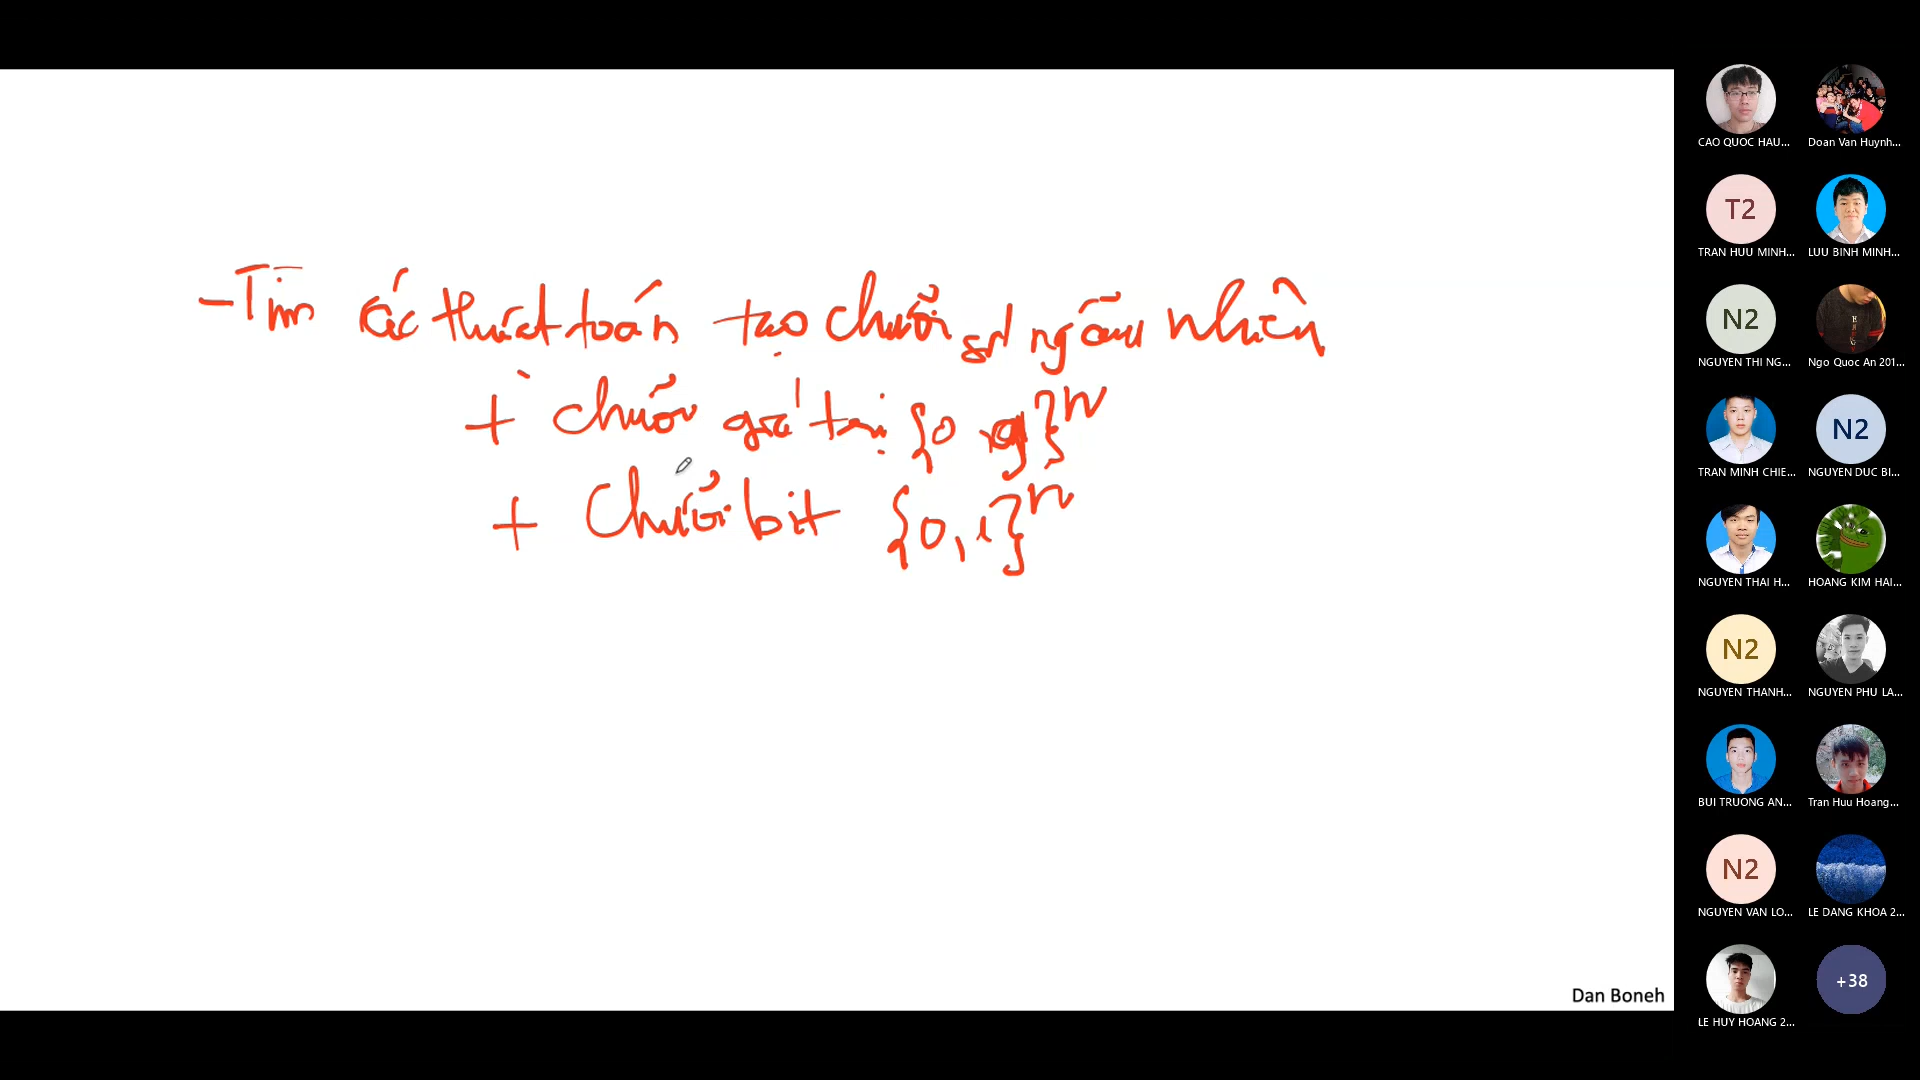 - Tìm các thuật toán tạo chuỗi số ngẫu nhiên
+ chuỗi giá trị {0 .. 9}ⁿ
+ Chuỗi bit {0, 1}ⁿ
Dan Boneh
CAO QUOC HAU...
Doan Van Huynh...
T2
TRAN HUU MINH...
LUU BINH MINH...
N2
NGUYEN THI NG...
Ngo Quoc An 201...
TRAN MINH CHIE...
N2
NGUYEN DUC BI...
NGUYEN THAI H...
HOANG KIM HAI...
N2
NGUYEN THANH...
NGUYEN PHU LA...
BUI TRUONG AN...
Tran Huu Hoang...
N2
NGUYEN VAN LO...
LE DANG KHOA 2...
LE HUY HOANG 2...
+38